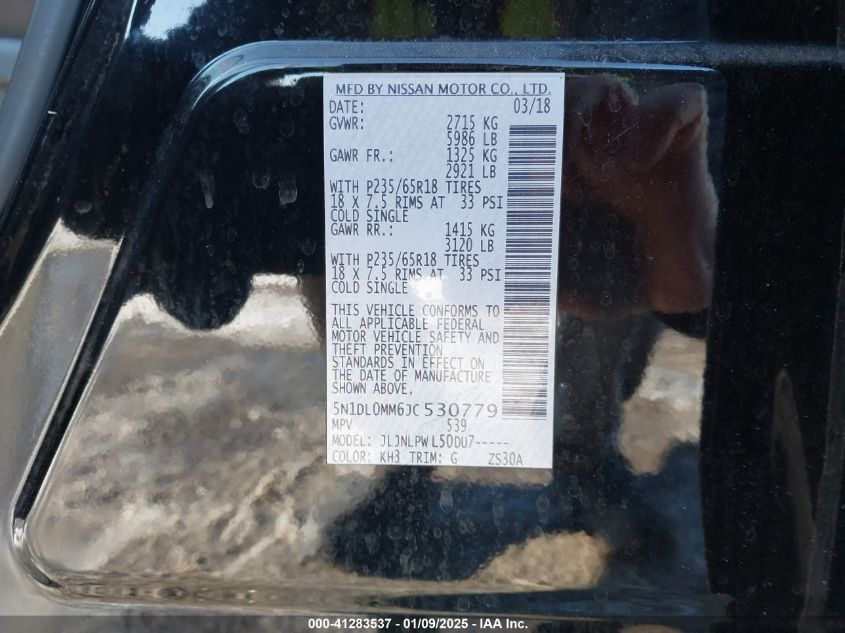 MFD BY NISSAN MOTOR CO., LTD.
DATE: 03/18
GVWR: 2715 KG
5986 LB
GAWR FR.: 1325 KG
2921 LB
WITH P235/65R18 TIRES
18 X 7.5 RIMS AT 33 PSI
COLD SINGLE
GAWR RR.: 1415 KG
3120 LB
WITH P235/65R18 TIRES
18 X 7.5 RIMS AT 33 PSI
COLD SINGLE
THIS VEHICLE CONFORMS TO
ALL APPLICABLE FEDERAL
MOTOR VEHICLE SAFETY AND
THEFT PREVENTION
STANDARDS IN EFFECT ON
THE DATE OF MANUFACTURE
SHOWN ABOVE.
5N1DL0MM6JC530779
MPV 539
MODEL: JLJNLPW L50DU7-----
COLOR: KH3 TRIM: G ZS30A
000-41283537 - 01/09/2025 - IAA Inc.